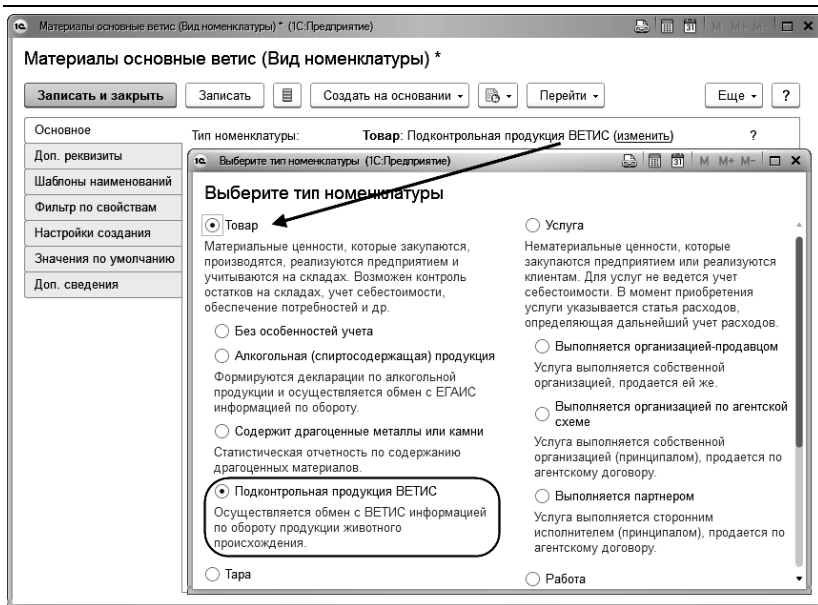 Материалы основные ветис (Вид номенклатуры) * (1С:Предприятие)
M M+ M-
Материалы основные ветис (Вид номенклатуры) *
Записать и закрыть
Записать
Создать на основании
Перейти
Еще
?
Основное
Доп. реквизиты
Шаблоны наименований
Фильтр по свойствам
Настройки создания
Значения по умолчанию
Доп. сведения
Тип номенклатуры: Товар: Подконтрольная продукция ВЕТИС (изменить) ?
Выберите тип номенклатуры (1С:Предприятие)
31 M M+ M-
Выберите тип номенклатуры
Товар
Материальные ценности, которые закупаются,
производятся, реализуются предприятием и
учитываются на складах. Возможен контроль
остатков на складах, учет себестоимости,
обеспечение потребностей и др.
Без особенностей учета
Алкогольная (спиртосодержащая) продукция
Формируются декларации по алкогольной
продукции и осуществляется обмен с ЕГАИС
информацией по обороту.
Содержит драгоценные металлы или камни
Статистическая отчетность по содержанию
драгоценных материалов.
Подконтрольная продукция ВЕТИС
Осуществляется обмен с ВЕТИС информацией
по обороту продукции животного
происхождения.
Тара
Услуга
Нематериальные ценности, которые
закупаются предприятием или реализуются
клиентам. Для услуг не ведется учет
себестоимости. В момент приобретения
услуги указывается статья расходов,
определяющая дальнейший учет расходов.
Выполняется организацией-продавцом
Услуга выполняется собственной
организацией, продается ей же.
Выполняется организацией по агентской
схеме
Услуга выполняется собственной
организацией (принципалом), продается по
агентскому договору.
Выполняется партнером
Услуга выполняется сторонним
исполнителем (принципалом), продается по
агентскому договору.
Работа